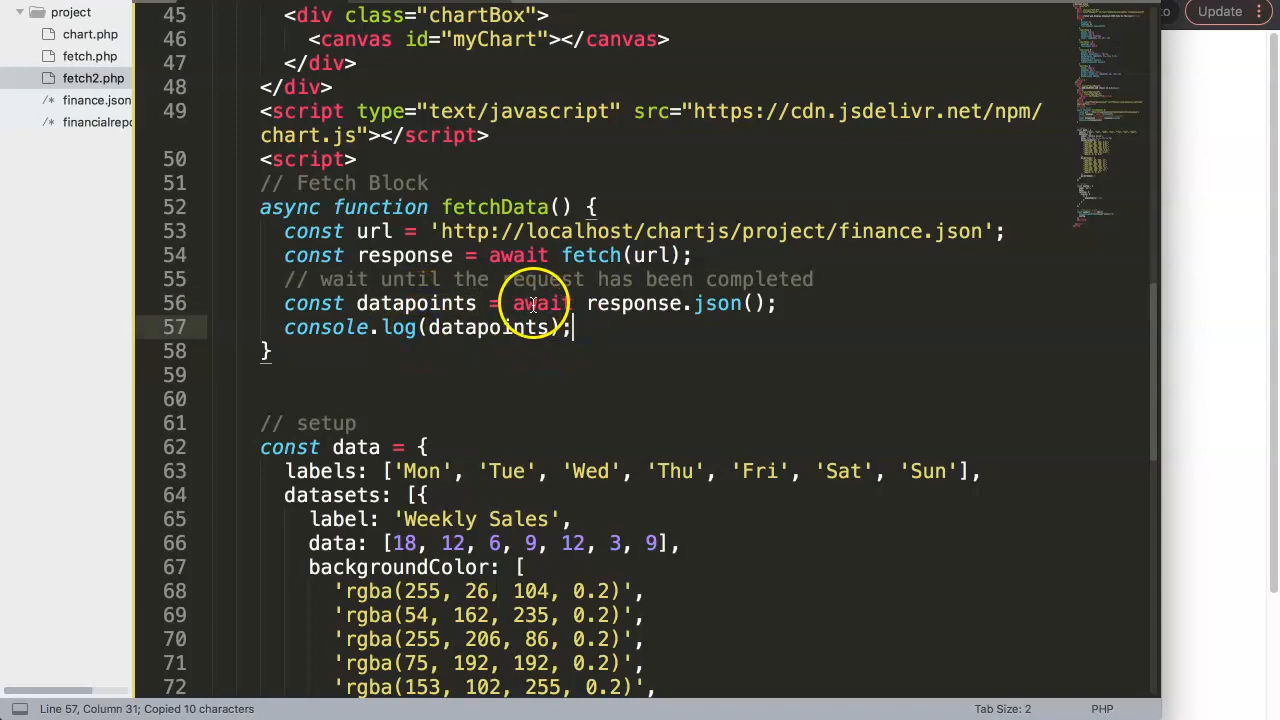 project
chart.php
fetch.php
fetch2.php
finance.json
financialrepo
Update
45 <div class="chartBox">
46 <canvas id="myChart"></canvas>
47 </div>
48 </div>
49 <script type="text/javascript" src="https://cdn.jsdelivr.net/npm/
chart.js"></script>
50 <script>
51 // Fetch Block
52 async function fetchData() {
53 const url = 'http://localhost/chartjs/project/finance.json';
54 const response = await fetch(url);
55 // wait until the request has been completed
56 const datapoints = await response.json();
57 console.log(datapoints);
58 }
59
60
61 // setup
62 const data = {
63 labels: ['Mon', 'Tue', 'Wed', 'Thu', 'Fri', 'Sat', 'Sun'],
64 datasets: [{
65 label: 'Weekly Sales',
66 data: [18, 12, 6, 9, 12, 3, 9],
67 backgroundColor: [
68 'rgba(255, 26, 104, 0.2)',
69 'rgba(54, 162, 235, 0.2)',
70 'rgba(255, 206, 86, 0.2)',
71 'rgba(75, 192, 192, 0.2)',
72 'rgba(153, 102, 255, 0.2)',
Line 57, Column 31; Copied 10 characters
Tab Size: 2
PHP